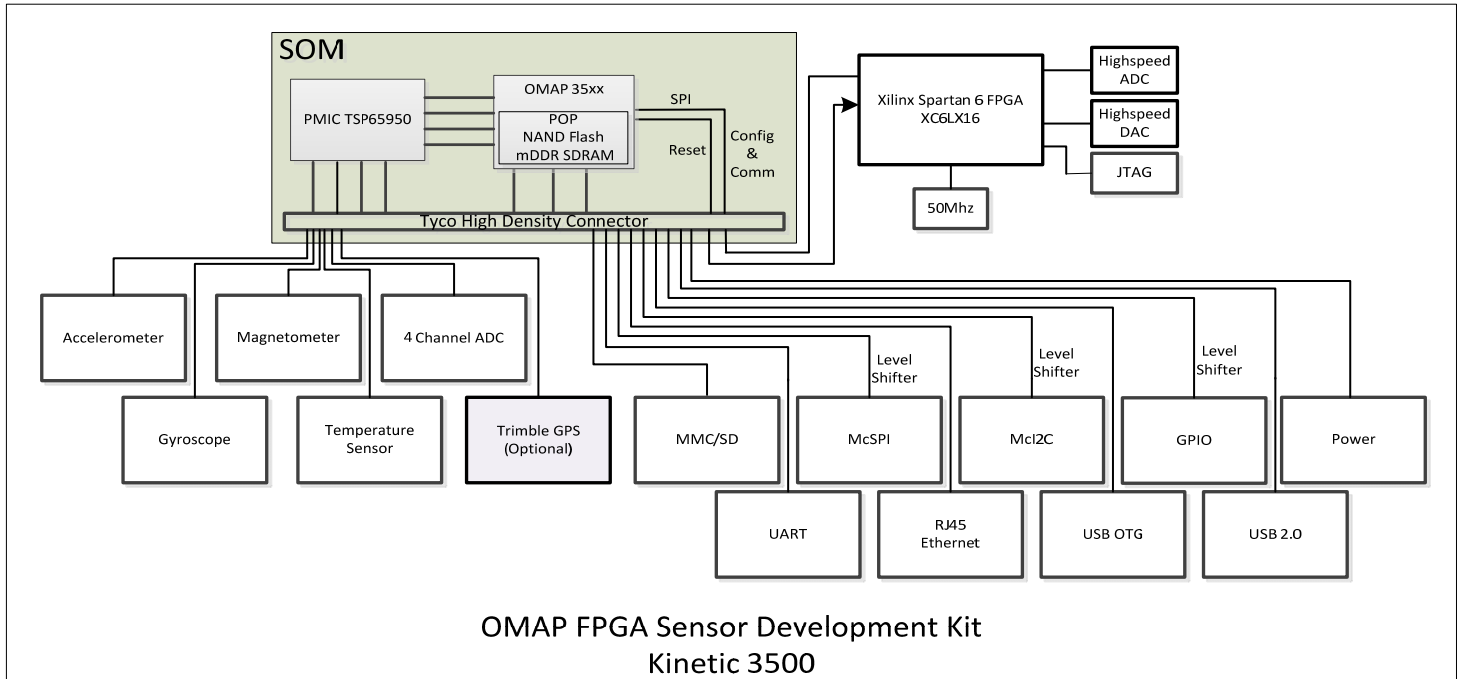 SOM
PMIC TSP65950
OMAP 35xx
POP
NAND Flash
mDDR SDRAM
SPI
Reset
Config
&
Comm
Tyco High Density Connector
Xilinx Spartan 6 FPGA
XC6LX16
Highspeed
ADC
Highspeed
DAC
JTAG
50Mhz
Accelerometer
Magnetometer
4 Channel ADC
Gyroscope
Temperature
Sensor
Trimble GPS
(Optional)
Level
Shifter
Level
Shifter
Level
Shifter
MMC/SD
McSPI
McI2C
GPIO
Power
UART
RJ45
Ethernet
USB OTG
USB 2.0
OMAP FPGA Sensor Development Kit
Kinetic 3500